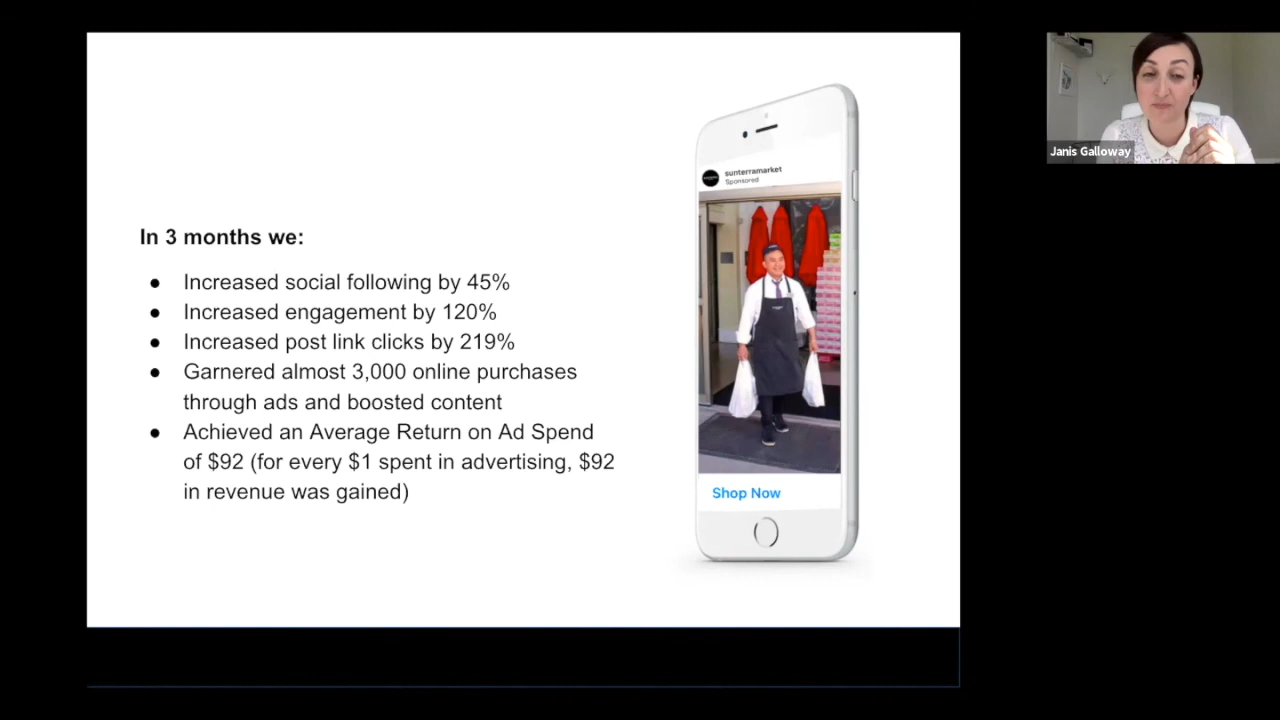 In 3 months we:
● Increased social following by 45%
● Increased engagement by 120%
● Increased post link clicks by 219%
● Garnered almost 3,000 online purchases
through ads and boosted content
● Achieved an Average Return on Ad Spend
of $92 (for every $1 spent in advertising, $92
in revenue was gained)
sunterramarket
Sponsored
Shop Now
Janis Galloway